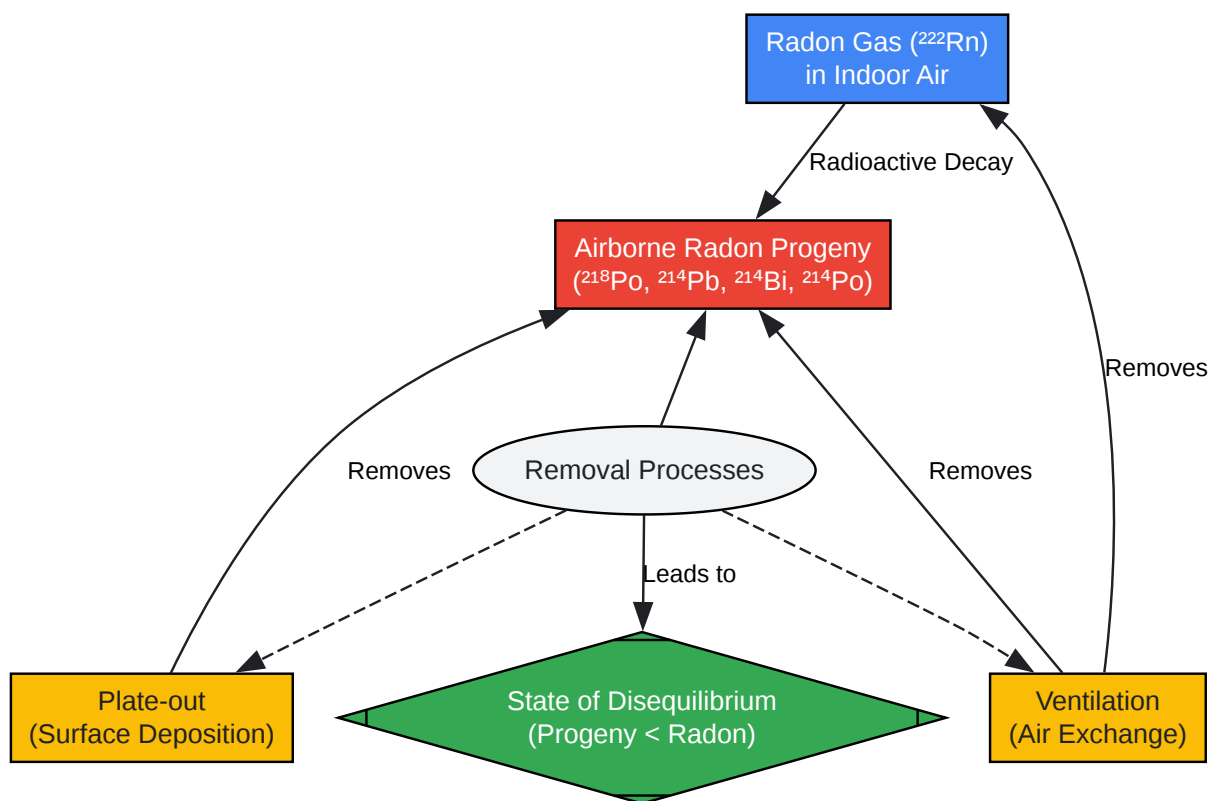 Radon Gas (²²²Rn)
in Indoor Air
Radioactive Decay
Airborne Radon Progeny
(²¹⁸Po, ²¹⁴Pb, ²¹⁴Bi, ²¹⁴Po)
Removes
Removes
Removal Processes
Removes
Leads to
Plate-out
(Surface Deposition)
State of Disequilibrium
(Progeny < Radon)
Ventilation
(Air Exchange)